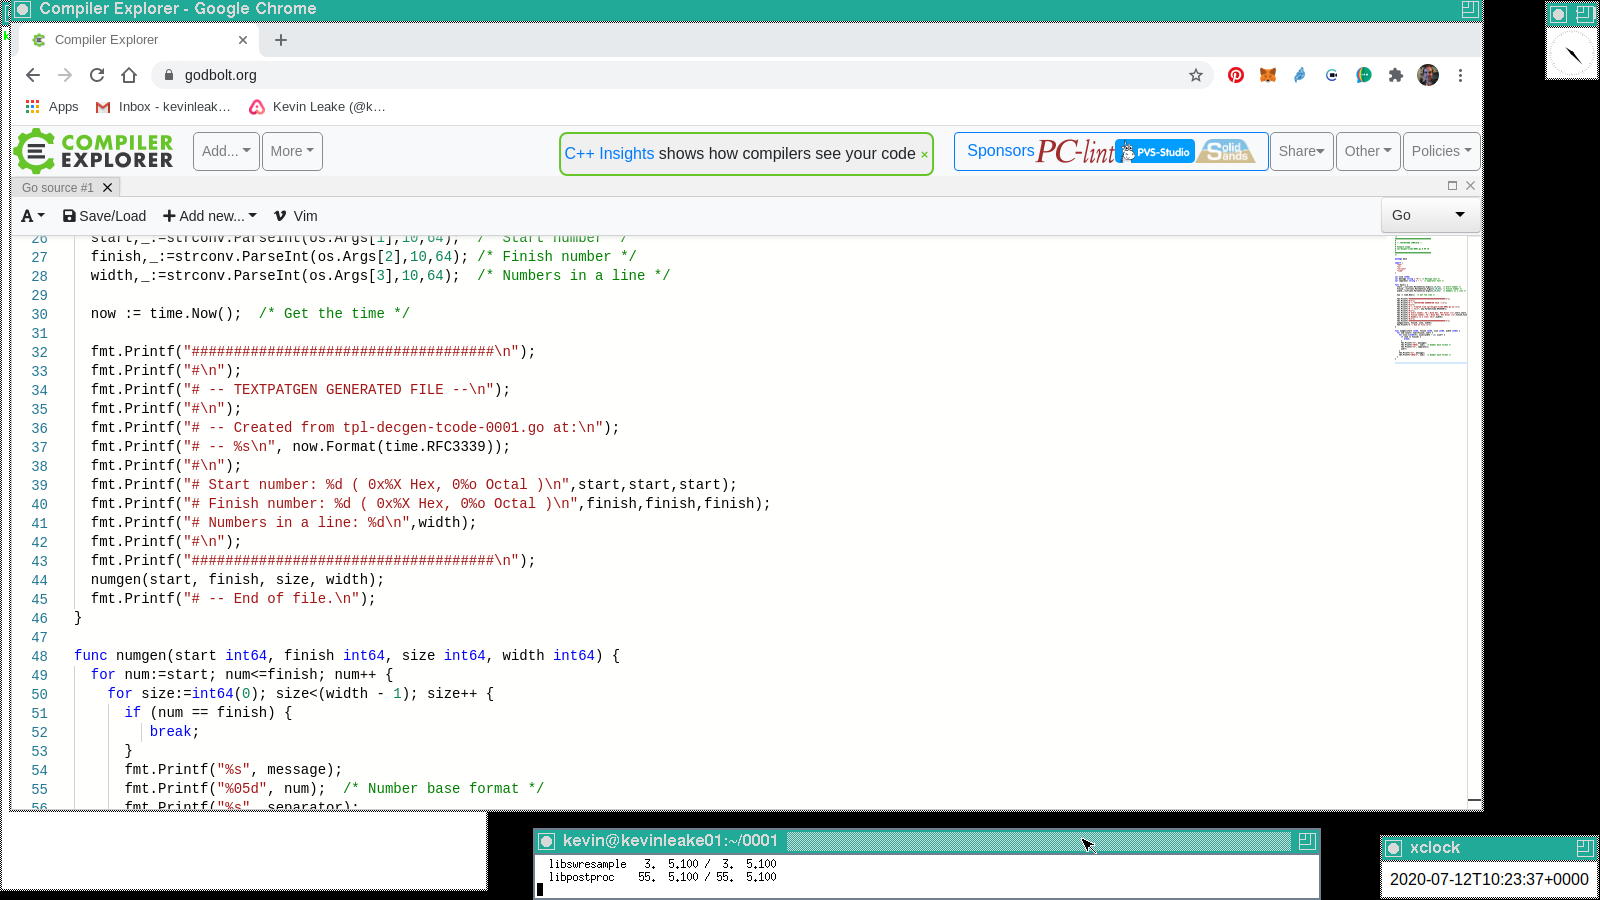 Compiler Explorer - Google Chrome
Compiler Explorer
godbolt.org
Apps
Inbox - kevinleak…
Kevin Leake (@k…
COMPILER EXPLORER
Add...
More
C++ Insights shows how compilers see your code ×
Sponsors
PC-lint
PVS-Studio
Solid Sands
Share
Other
Policies
Go source #1
A
Save/Load
Add new...
Vim
Go
26 start,_:=strconv.ParseInt(os.Args[1],10,64);  /* Start number */
27 finish,_:=strconv.ParseInt(os.Args[2],10,64); /* Finish number */
28 width,_:=strconv.ParseInt(os.Args[3],10,64);  /* Numbers in a line */
29
30 now := time.Now();  /* Get the time */
31
32 fmt.Printf("####################################\n");
33 fmt.Printf("#\n");
34 fmt.Printf("# -- TEXTPATGEN GENERATED FILE --\n");
35 fmt.Printf("#\n");
36 fmt.Printf("# -- Created from tpl-decgen-tcode-0001.go at:\n");
37 fmt.Printf("# -- %s\n", now.Format(time.RFC3339));
38 fmt.Printf("#\n");
39 fmt.Printf("# Start number: %d ( 0x%X Hex, 0%o Octal )\n",start,start,start);
40 fmt.Printf("# Finish number: %d ( 0x%X Hex, 0%o Octal )\n",finish,finish,finish);
41 fmt.Printf("# Numbers in a line: %d\n",width);
42 fmt.Printf("#\n");
43 fmt.Printf("####################################\n");
44 numgen(start, finish, size, width);
45 fmt.Printf("# -- End of file.\n");
46 }
47
48 func numgen(start int64, finish int64, size int64, width int64) {
49 for num:=start; num<=finish; num++ {
50 for size:=int64(0); size<(width - 1); size++ {
51 if (num == finish) {
52 break;
53 }
54 fmt.Printf("%s", message);
55 fmt.Printf("%05d", num);  /* Number base format */
56 fmt.Printf("%s", separator);
kevin@kevinleake01:~/0001
libswresample   3.  5.100 /  3.  5.100
libpostproc    55.  5.100 / 55.  5.100
xclock
2020-07-12T10:23:37+0000